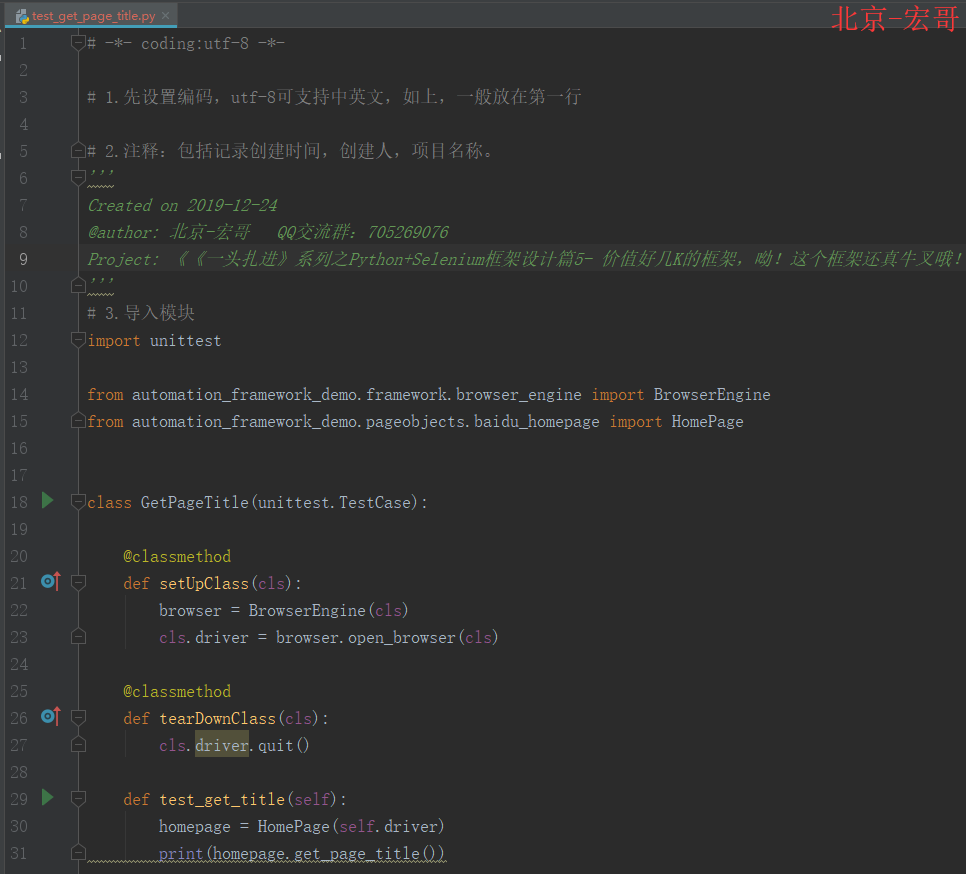 test_get_page_title.py
北京-宏哥
1 # -*- coding:utf-8 -*-
2
3 # 1.先设置编码，utf-8可支持中英文，如上，一般放在第一行
4
5 # 2.注释：包括记录创建时间，创建人，项目名称。
6 '''
7 Created on 2019-12-24
8 @author: 北京-宏哥   QQ交流群：705269076
9 Project: 《《一头扎进》系列之Python+Selenium框架设计篇5- 价值好几K的框架，呦！这个框架还真牛叉哦！
10 '''
11 # 3.导入模块
12 import unittest
13
14 from automation_framework_demo.framework.browser_engine import BrowserEngine
15 from automation_framework_demo.pageobjects.baidu_homepage import HomePage
16
17
18 class GetPageTitle(unittest.TestCase):
19
20     @classmethod
21     def setUpClass(cls):
22         browser = BrowserEngine(cls)
23         cls.driver = browser.open_browser(cls)
24
25     @classmethod
26     def tearDownClass(cls):
27         cls.driver.quit()
28
29     def test_get_title(self):
30         homepage = HomePage(self.driver)
31         print(homepage.get_page_title())